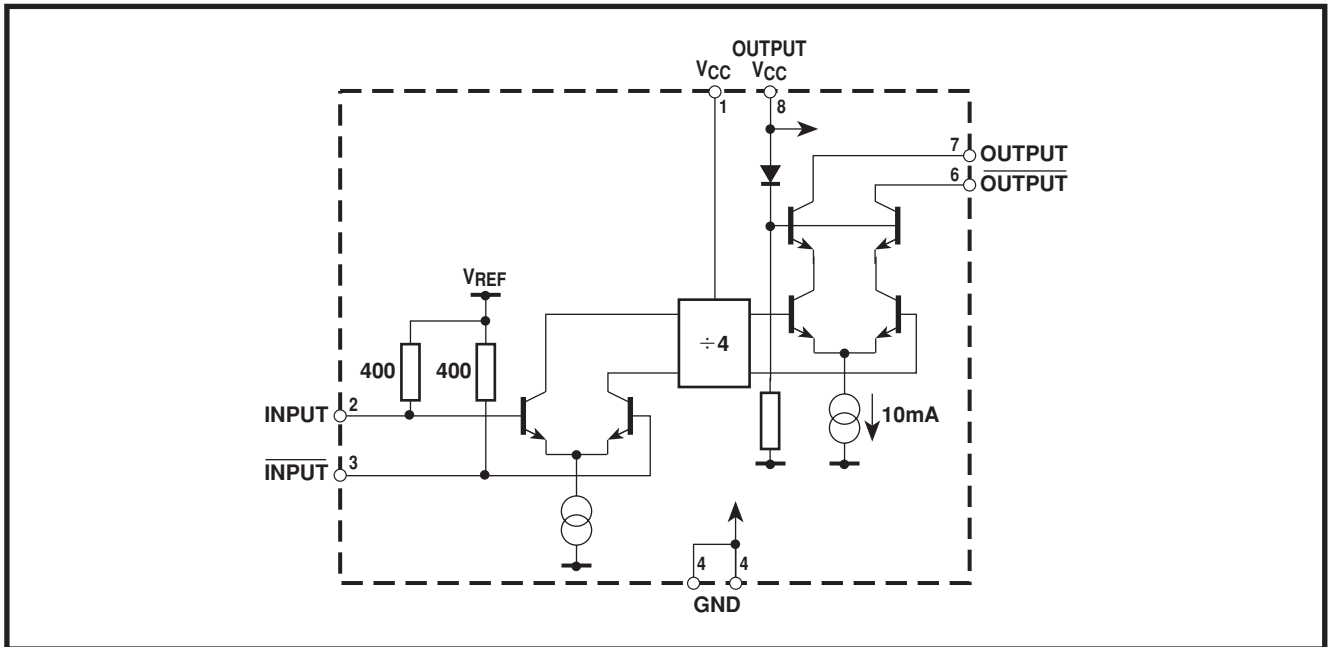 OUTPUT
VCC
VCC
1
8
7
OUTPUT
6
OUTPUT
VREF
÷4
400
400
INPUT
2
10mA
INPUT
3
4
4
GND